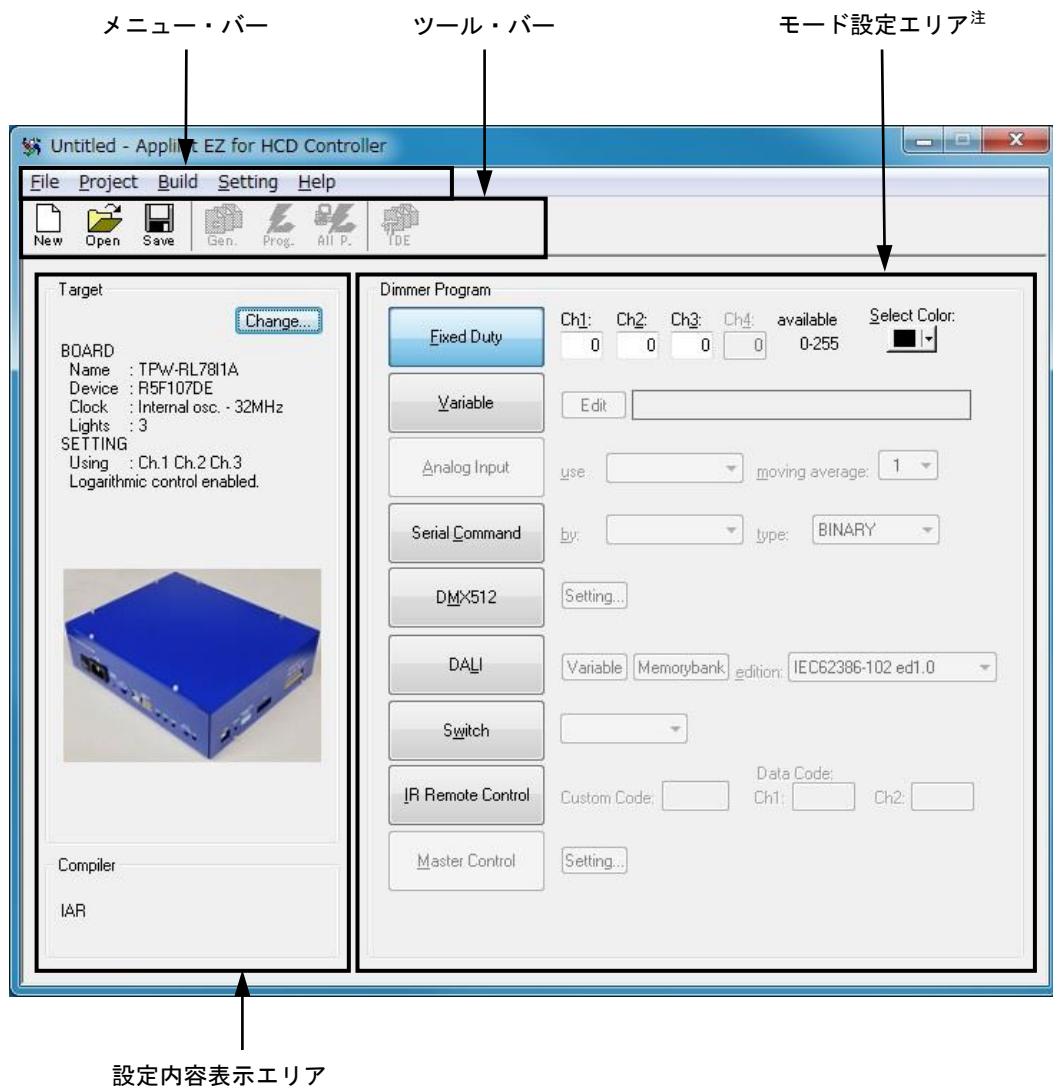 メニュー・バー
ツール・バー
モード設定エリア注
Untitled - Applilet EZ for HCD Controller
File Project Build Setting Help
New Open Save Gen. Prog. All P. IDE
Target
Change...
BOARD
Name : TPW-RL78I1A
Device : R5F107DE
Clock : Internal osc. - 32MHz
Lights : 3
SETTING
Using : Ch.1 Ch.2 Ch.3
Logarithmic control enabled.
Compiler
IAR
Dimmer Program
Fixed Duty
Ch1: Ch2: Ch3: Ch4: available Select Color:
0 0 0 0 0-255
Variable Edit
Analog Input use moving average: 1
Serial Command by: type: BINARY
DMX512 Setting...
DALI Variable Memorybank edition: IEC62386-102 ed1.0
Switch
Data Code:
IR Remote Control Custom Code: Ch1: Ch2:
Master Control Setting...
設定内容表示エリア